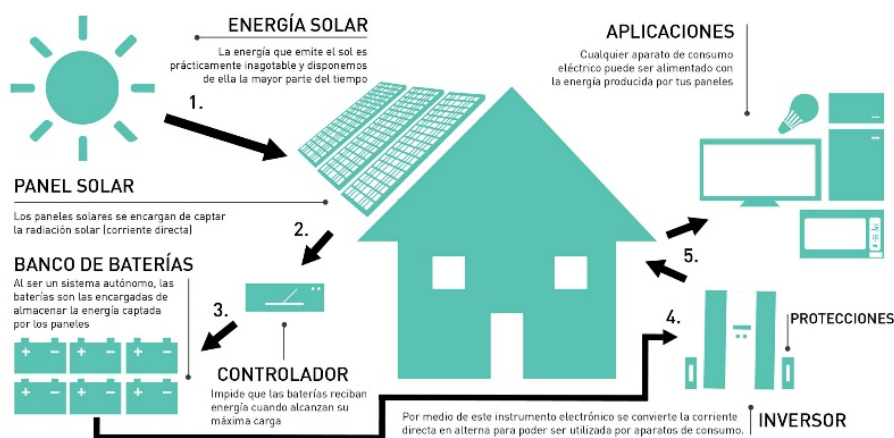 ENERGÍA SOLAR
La energía que emite el sol es
prácticamente inagotable y disponemos
de ella la mayor parte del tiempo
1.
PANEL SOLAR
Los paneles solares se encargan de captar
la radiación solar (corriente directa)
2.
BANCO DE BATERÍAS
Al ser un sistema autónomo, las
baterías son las encargadas de
almacenar la energía captada
por los paneles
3.
+ - + - + -
+ - + - + -
CONTROLADOR
Impide que las baterías reciban
energía cuando alcanzan su
máxima carga
4.
PROTECCIONES
INVERSOR
Por medio de este instrumento electrónico se convierte la corriente
directa en alterna para poder ser utilizada por aparatos de consumo.
5.
APLICACIONES
Cualquier aparato de consumo
eléctrico puede ser alimentado con
la energía producida por tus paneles